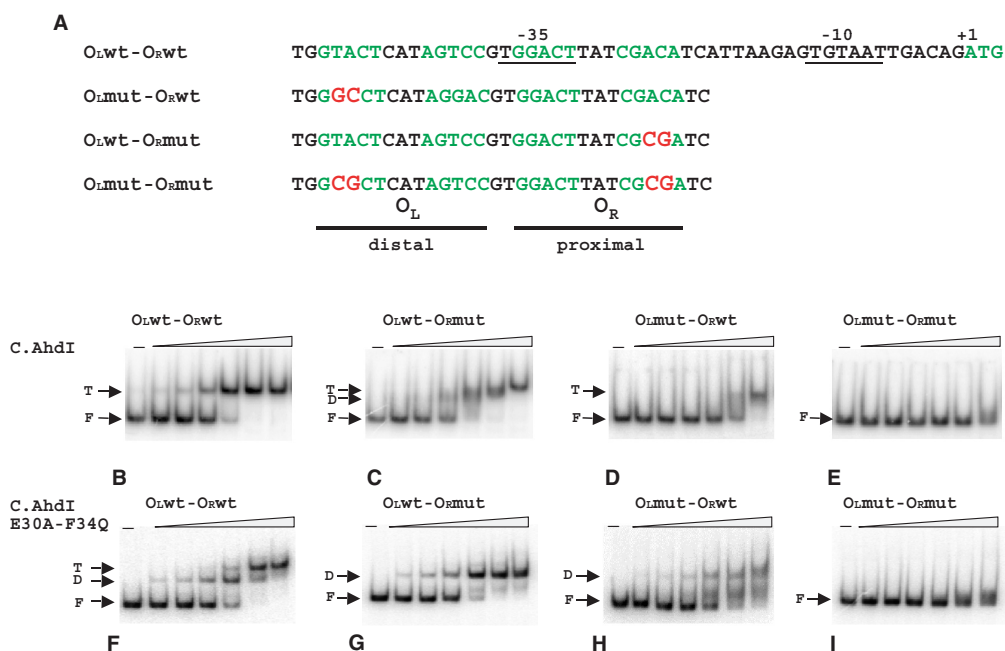 A
-35 -10 +1
OLwt-ORwt TGGTACTCATAGTCCGTGGACTTATCGACATCATTAAGAGTGTAATTGACAGATG
OLmut-ORwt TGGGCCTCATAGGACGTGGACTTATCGACATC
OLwt-ORmut TGGTACTCATAGTCCGTGGACTTATCGCGATC
OLmut-ORmut TGGCGCTCATAGTCCGTGGACTTATCGCGATC
OL OR
distal proximal
OLwt-ORwt OLwt-ORmut OLmut-ORwt OLmut-ORmut
C.AhdI
– – – –
T T T
D
F F F F
B C D E
C.AhdI
E30A-F34Q
OLwt-ORwt OLwt-ORmut OLmut-ORwt OLmut-ORmut
– – – –
T
D D D
F F F F
F G H I